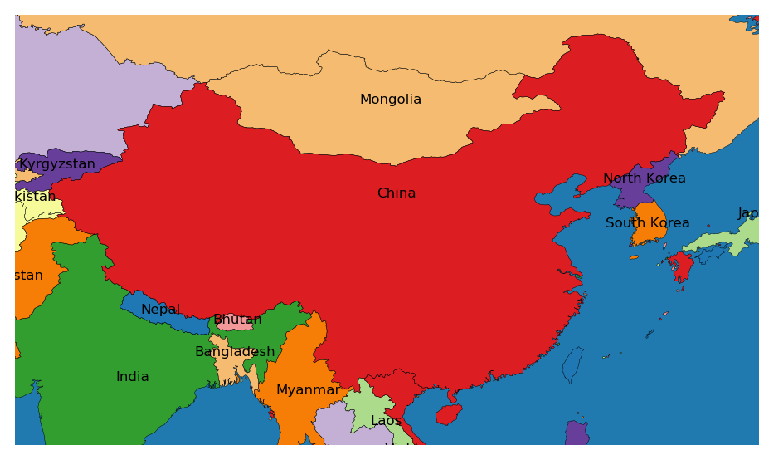 Mongolia
Kyrgyzstan
China
North Korea
kistan
Jap
South Korea
stan
Nepal
Bhutan
Bangladesh
India
Myanmar
Laos